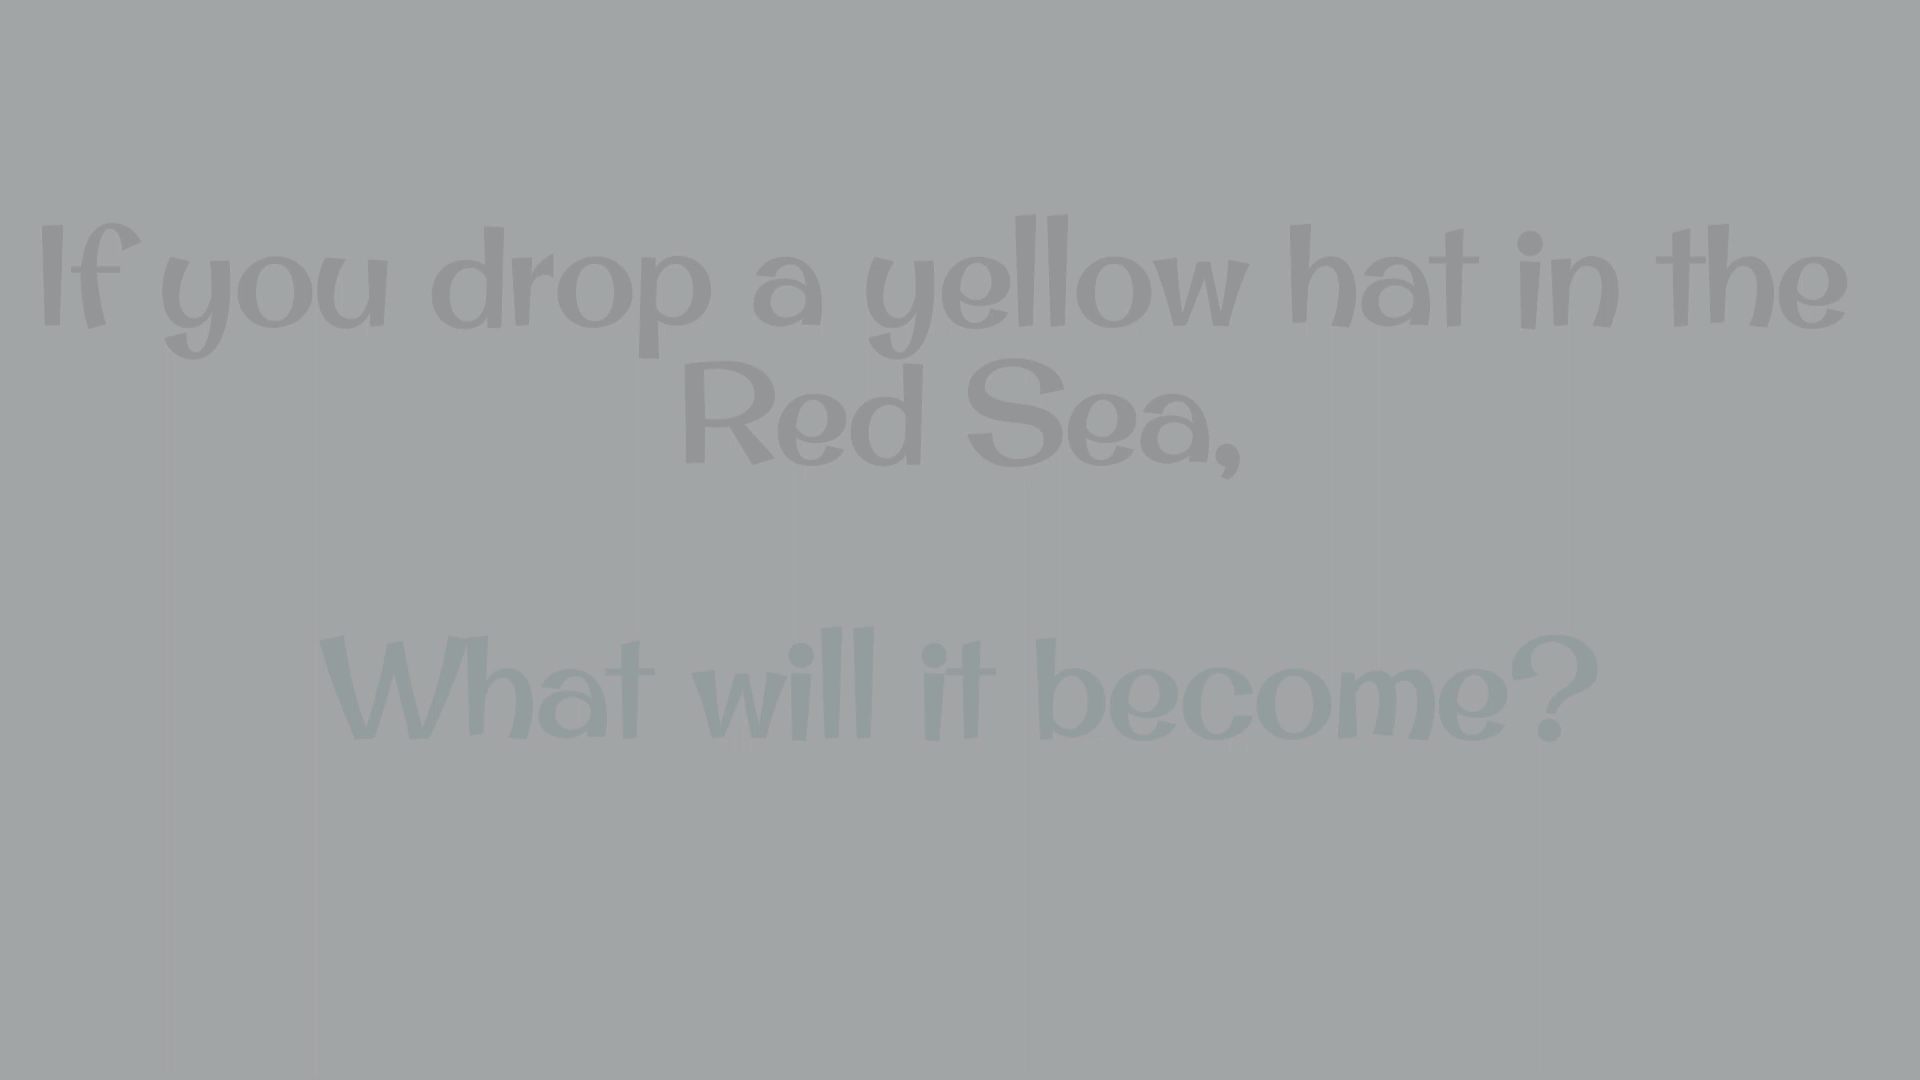 If you drop a yellow hat in the
Red Sea,
What will it become?